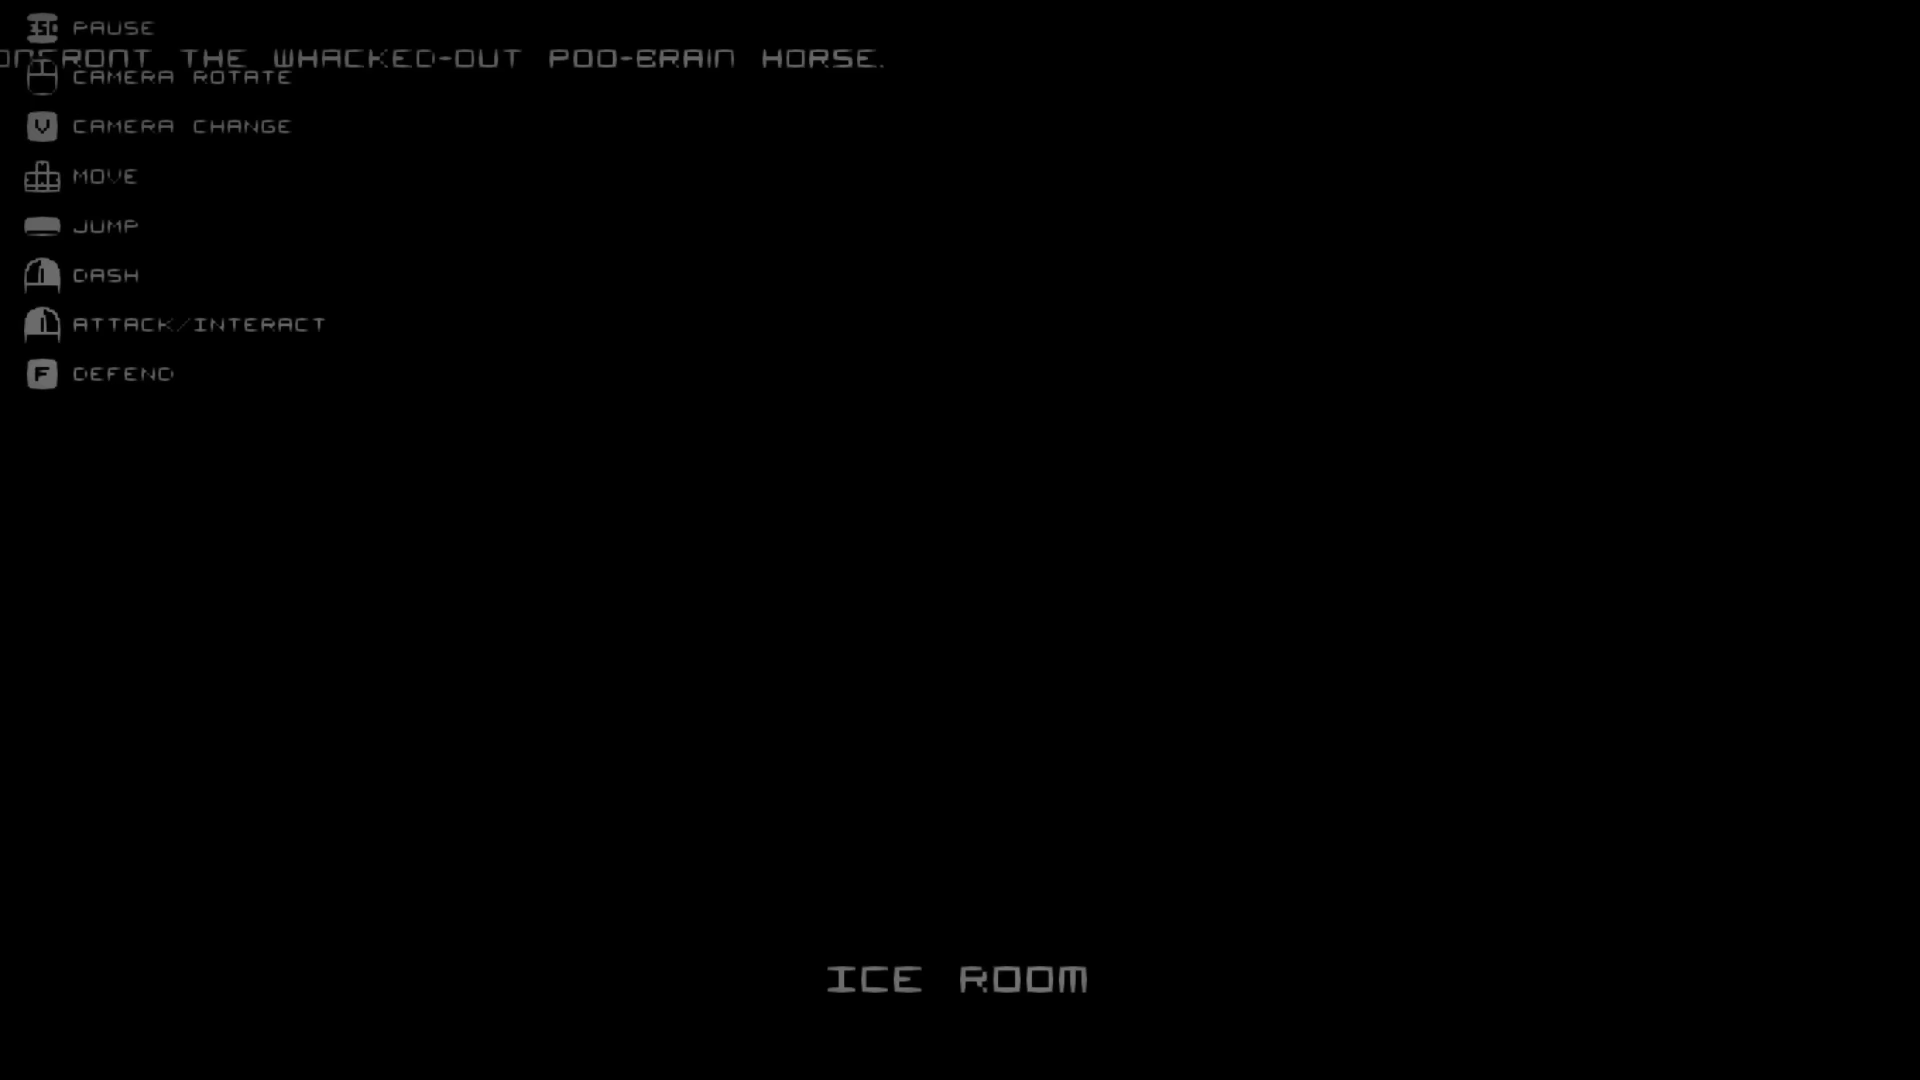 ESC PAUSE
ONFRONT THE WHACKED-OUT POO-BRAIN HORSE.
CAMERA ROTATE
V CAMERA CHANGE
MOVE
JUMP
DASH
ATTACK/INTERACT
F DEFEND
ICE ROOM